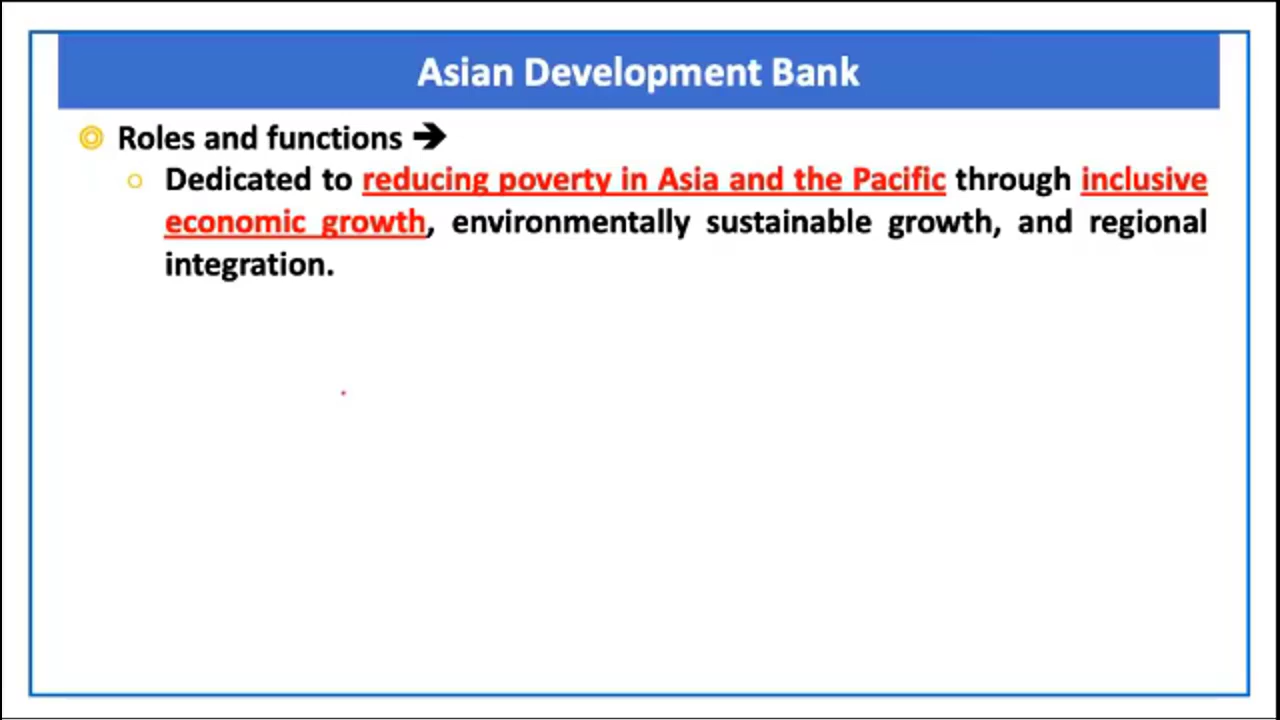 Asian Development Bank
Roles and functions ➔
Dedicated to reducing poverty in Asia and the Pacific through inclusive
economic growth, environmentally sustainable growth, and regional
integration.